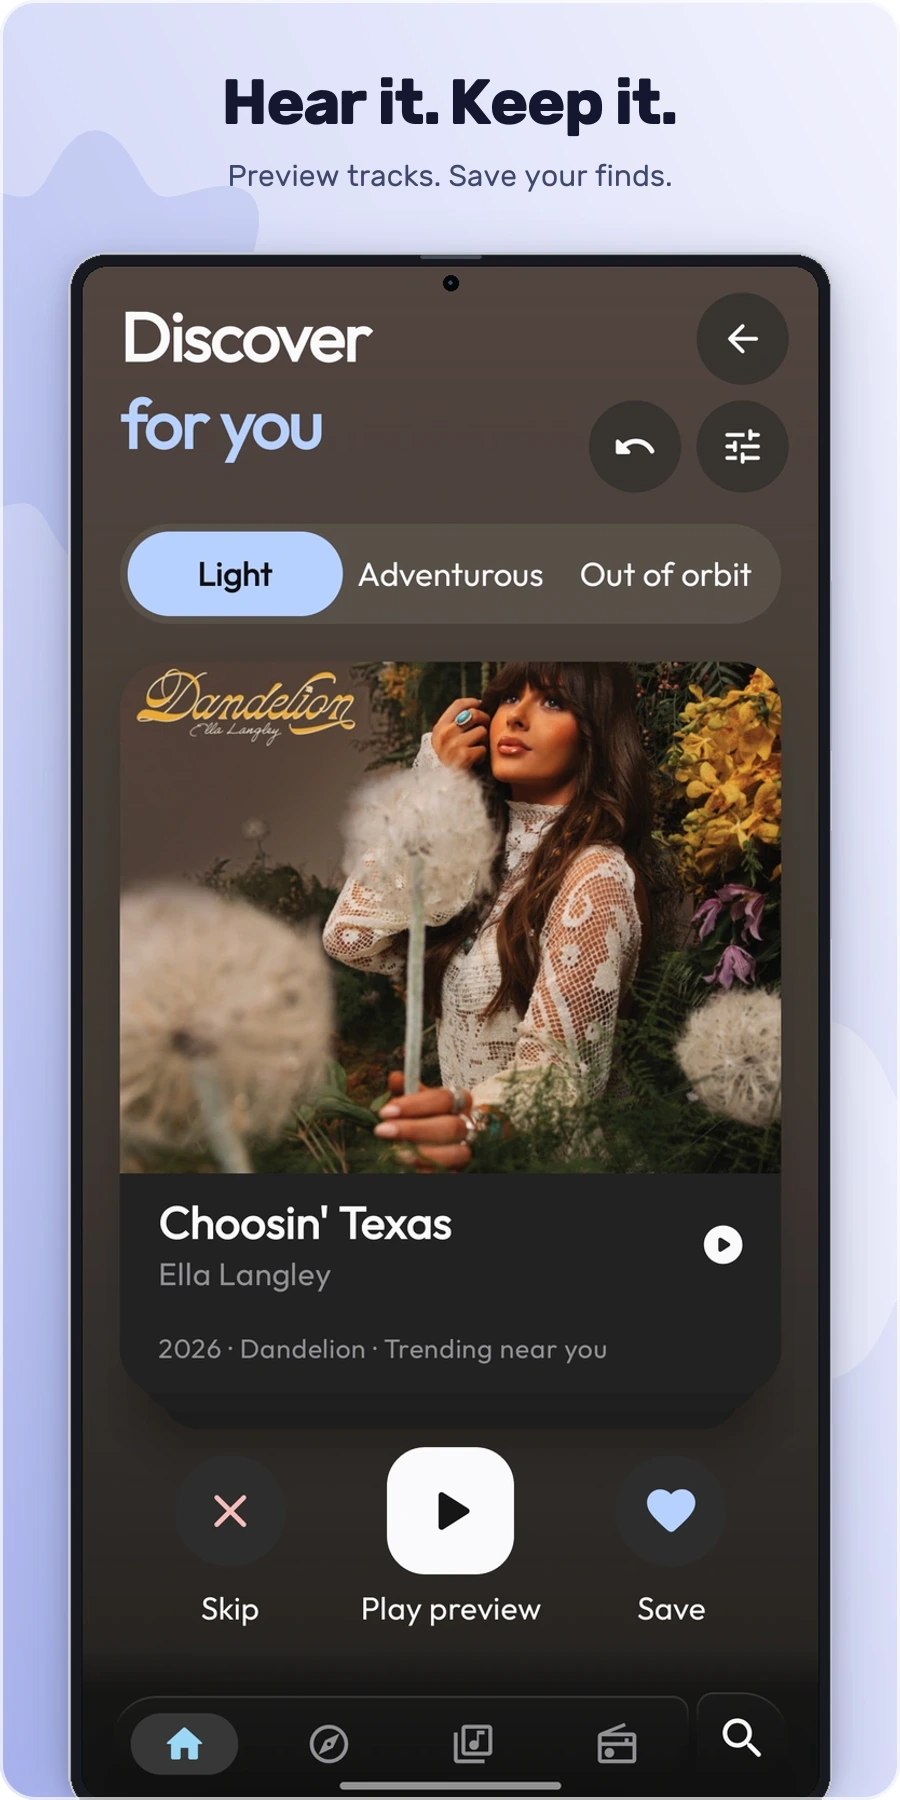 Hear it. Keep it.
Preview tracks. Save your finds.
Discover
for you
Light Adventurous Out of orbit
Dandelion
Ella Langley
Choosin' Texas
Ella Langley
2026 · Dandelion · Trending near you
Skip Play preview Save